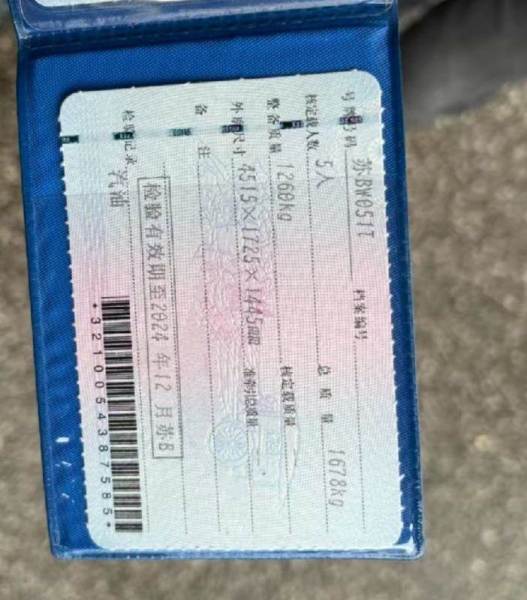 号牌号码 苏BW051T 档案编号
核定载人数 5人 总质量 1678kg
整备质量 1260kg 核定载质量
外廓尺寸 4515×1725×1445mm 准牵引总质量
备注
检验记录 汽油
检验有效期至2024年12月苏B
*3210054387585*